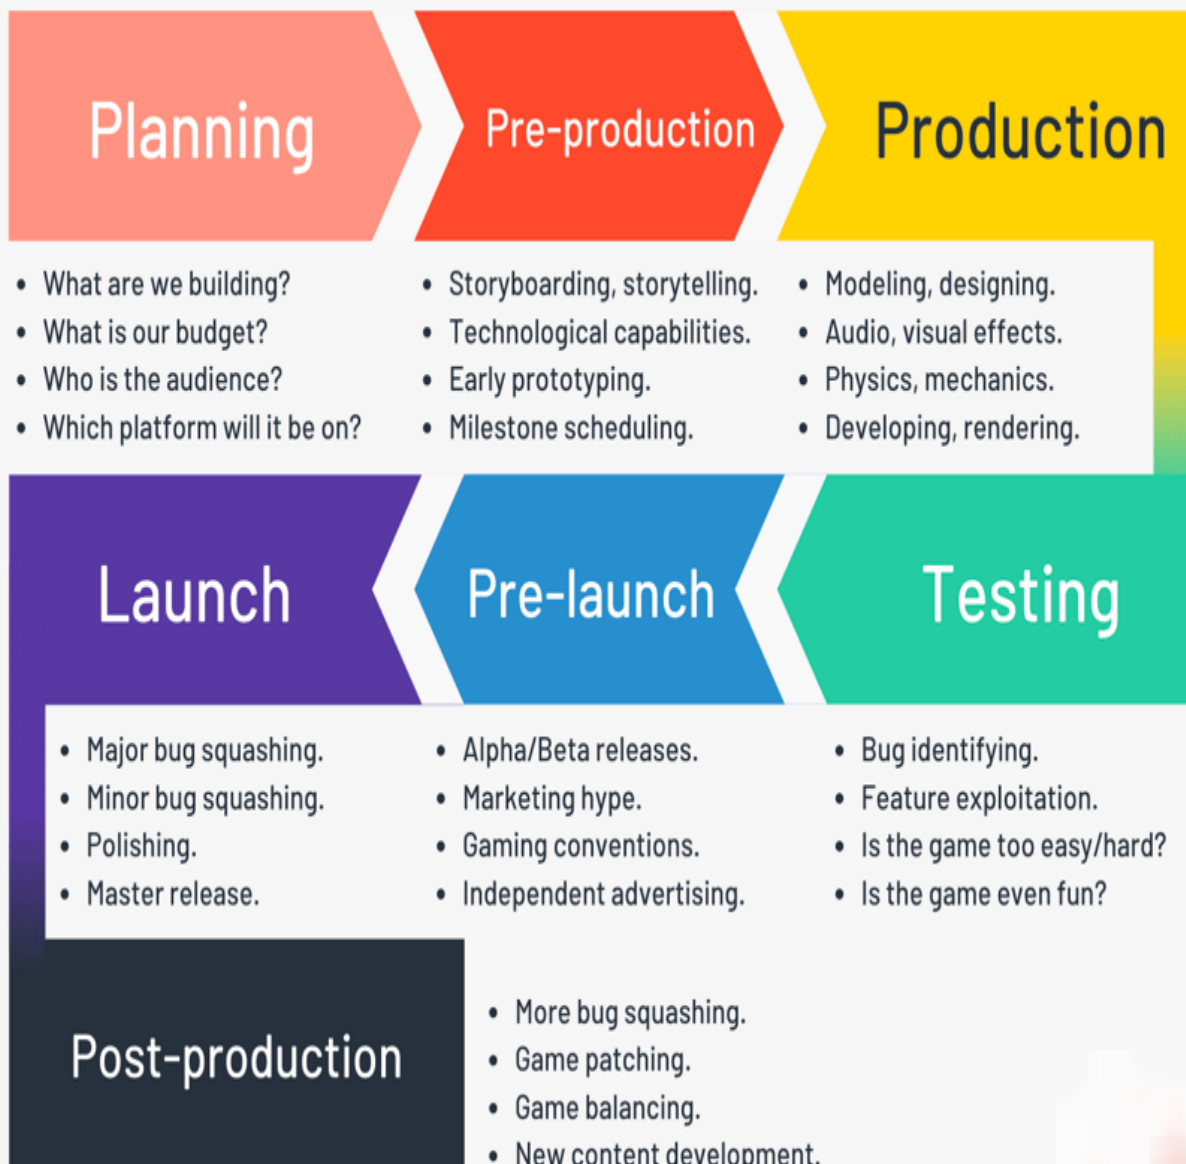 Planning
Pre-production
Production
• What are we building?
• What is our budget?
• Who is the audience?
• Which platform will it be on?
• Storyboarding, storytelling.
• Technological capabilities.
• Early prototyping.
• Milestone scheduling.
• Modeling, designing.
• Audio, visual effects.
• Physics, mechanics.
• Developing, rendering.
Launch
Pre-launch
Testing
• Major bug squashing.
• Minor bug squashing.
• Polishing.
• Master release.
• Alpha/Beta releases.
• Marketing hype.
• Gaming conventions.
• Independent advertising.
• Bug identifying.
• Feature exploitation.
• Is the game too easy/hard?
• Is the game even fun?
Post-production
• More bug squashing.
• Game patching.
• Game balancing.
• New content development.